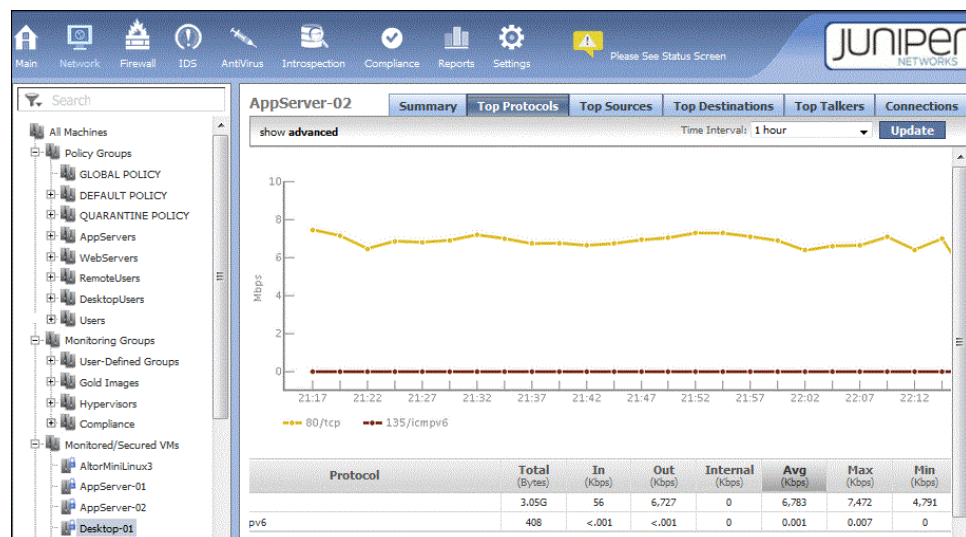 Main Network Firewall IDS AntiVirus Introspection Compliance Reports Settings
Please See Status Screen
JUNIPER
NETWORKS
Search
All Machines
Policy Groups
GLOBAL POLICY
DEFAULT POLICY
QUARANTINE POLICY
AppServers
WebServers
RemoteUsers
DesktopUsers
Users
Monitoring Groups
User-Defined Groups
Gold Images
Hypervisors
Compliance
Monitored/Secured VMs
AltorMiniLinux3
AppServer-01
AppServer-02
Desktop-01
AppServer-02
Summary Top Protocols Top Sources Top Destinations Top Talkers Connections
show advanced Time Interval: 1 hour Update
10
8
6
4
2
0
Mbps
21:17 21:22 21:27 21:32 21:37 21:42 21:47 21:52 21:57 22:02 22:07 22:12
80/tcp 135/icmpv6
Protocol Total (Bytes) In (Kbps) Out (Kbps) Internal (Kbps) Avg (Kbps) Max (Kbps) Min (Kbps)
3.05G 56 6,727 0 6,783 7,472 4,791
pv6 408 <.001 <.001 0 0.001 0.007 0